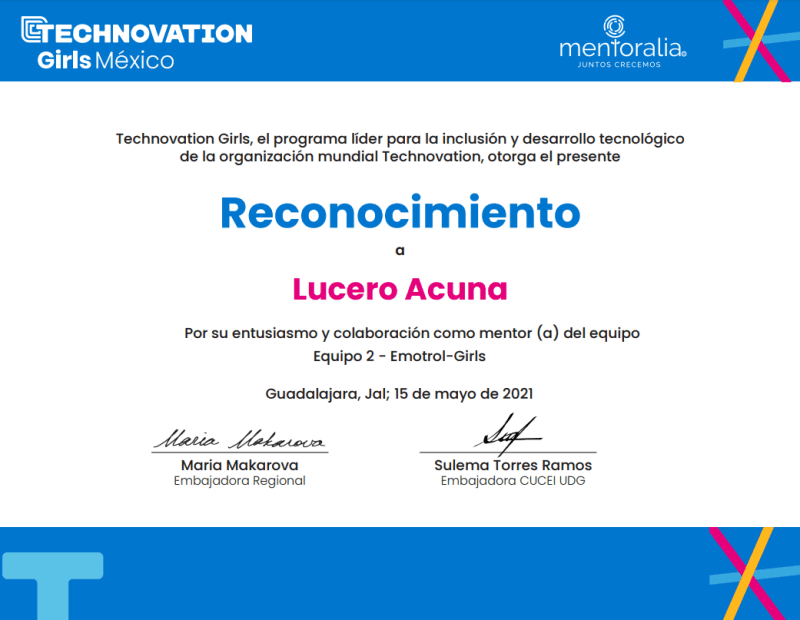 TECHNOVATION
Girls México
mentoralia
JUNTOS CRECEMOS
Technovation Girls, el programa líder para la inclusión y desarrollo tecnológico
de la organización mundial Technovation, otorga el presente
Reconocimiento
a
Lucero Acuna
Por su entusiasmo y colaboración como mentor (a) del equipo
Equipo 2 - Emotrol-Girls
Guadalajara, Jal; 15 de mayo de 2021
Maria Makarova
Maria Makarova
Embajadora Regional
Sulema Torres Ramos
Embajadora CUCEI UDG